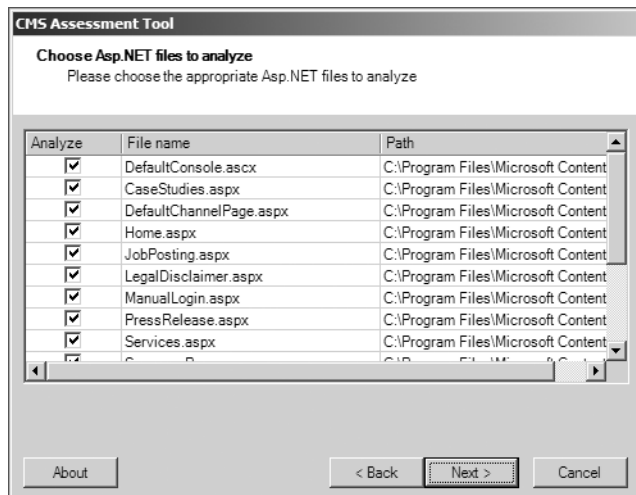 CMS Assessment Tool
Choose Asp.NET files to analyze
Please choose the appropriate Asp.NET files to analyze
Analyze File name Path
DefaultConsole.ascx C:\Program Files\Microsoft Content
CaseStudies.aspx C:\Program Files\Microsoft Content
DefaultChannelPage.aspx C:\Program Files\Microsoft Content
Home.aspx C:\Program Files\Microsoft Content
JobPosting.aspx C:\Program Files\Microsoft Content
LegalDisclaimer.aspx C:\Program Files\Microsoft Content
ManualLogin.aspx C:\Program Files\Microsoft Content
PressRelease.aspx C:\Program Files\Microsoft Content
Services.aspx C:\Program Files\Microsoft Content
About < Back Next > Cancel